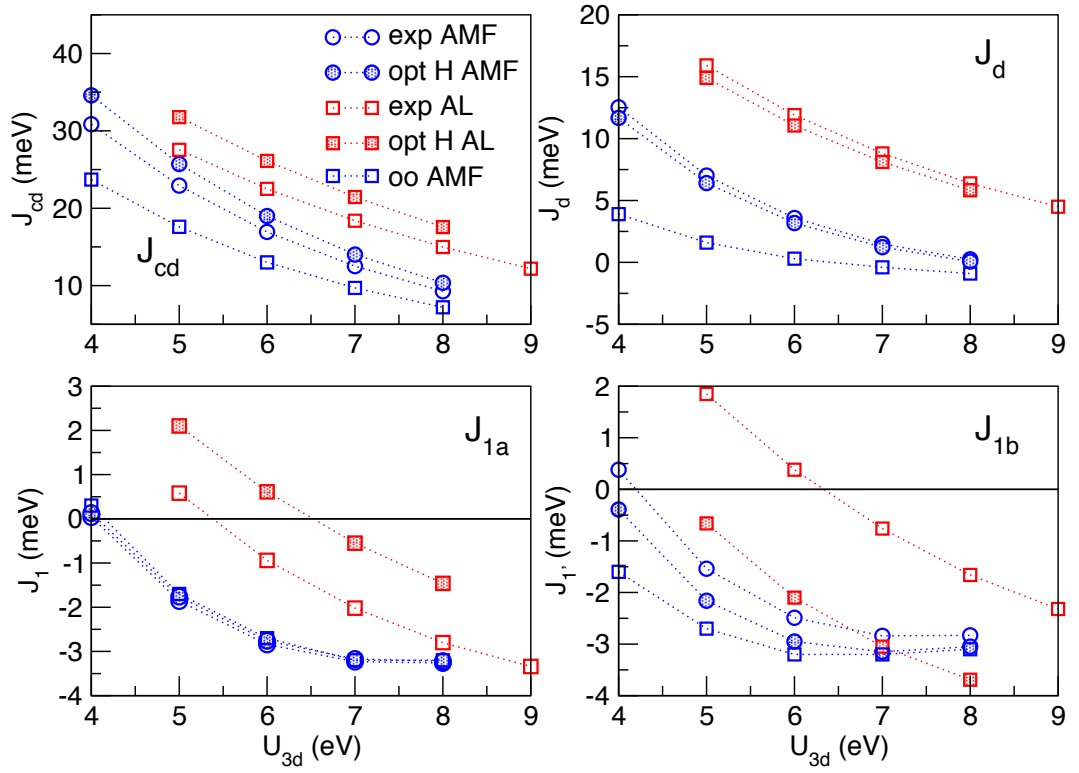 40
30
20
10
J_cd (meV)
J_cd
exp AMF
opt H AMF
exp AL
opt H AL
oo AMF
4 5 6 7 8 9
20
15
10
5
0
-5
J_d (meV)
J_d
4 5 6 7 8 9
3
2
1
0
-1
-2
-3
-4
J_1 (meV)
J_1a
4 5 6 7 8 9
U_3d (eV)
2
1
0
-1
-2
-3
-4
J_1' (meV)
J_1b
4 5 6 7 8 9
U_3d (eV)